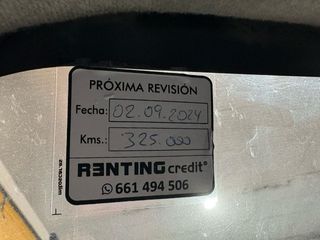 PRÓXIMA REVISIÓN
Fecha: 02.09.2024
Kms.: 325.000
RENTING credit®
661 494 506